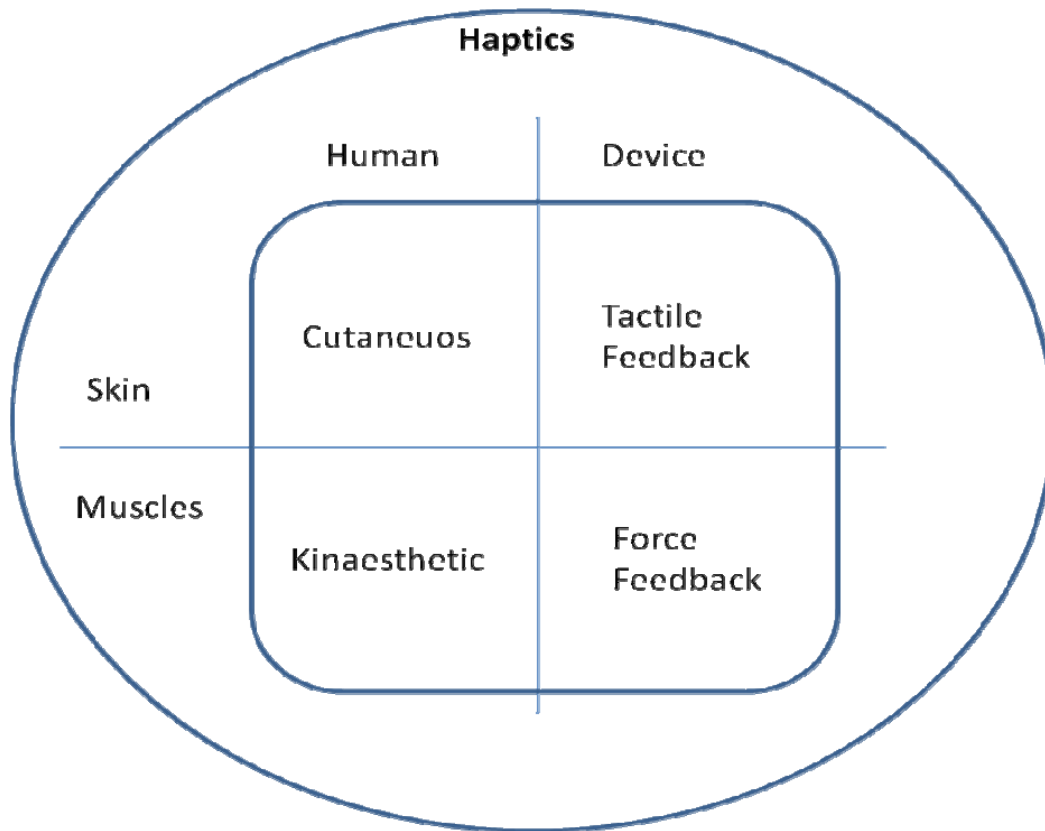 Haptics
Human
Device
Cutaneuos
Tactile
Feedback
Skin
Muscles
Kinaesthetic
Force
Feedback